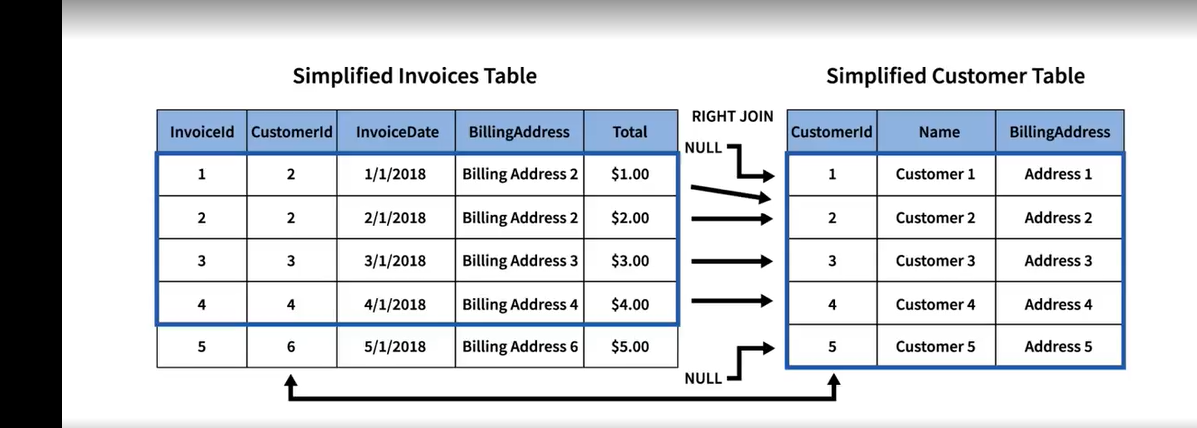 Simplified Invoices Table
Simplified Customer Table
RIGHT JOIN
InvoiceId CustomerId InvoiceDate BillingAddress Total
CustomerId Name BillingAddress
NULL
1 2 1/1/2018 Billing Address 2 $1.00
1 Customer 1 Address 1
2 2 2/1/2018 Billing Address 2 $2.00
2 Customer 2 Address 2
3 3 3/1/2018 Billing Address 3 $3.00
3 Customer 3 Address 3
4 4 4/1/2018 Billing Address 4 $4.00
4 Customer 4 Address 4
5 6 5/1/2018 Billing Address 6 $5.00
5 Customer 5 Address 5
NULL